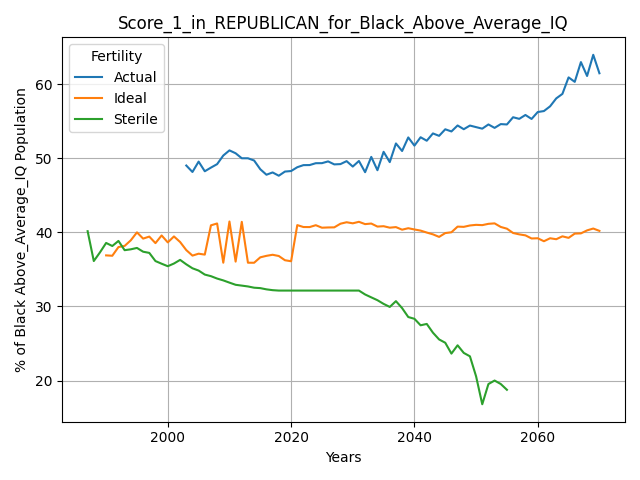 Score_1_in_REPUBLICAN_for_Black_Above_Average_IQ
Fertility
Actual
Ideal
Sterile
% of Black Above_Average_IQ Population
60
50
40
30
20
2000
2020
2040
2060
Years